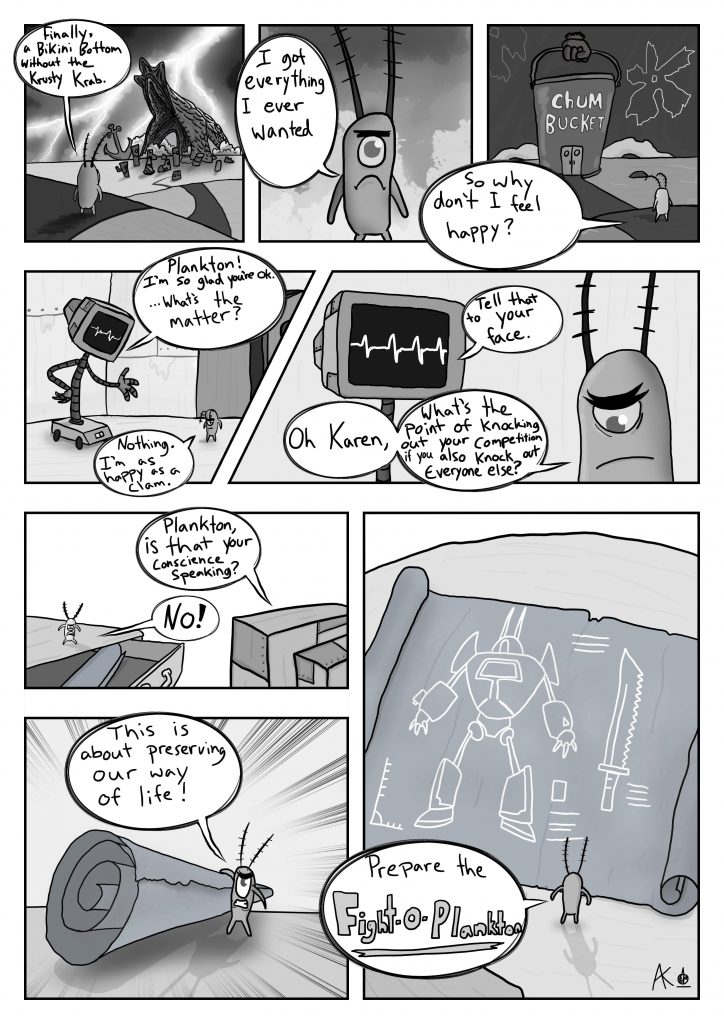 Finally,
a Bikini Bottom
without the
Krusty Krab.
I got
everything
I ever
wanted
CHUM
BUCKET
So why
don't I feel
happy?
Plankton!
I'm so glad you're ok.
...What's the
matter?
Nothing.
I'm as
happy as a
clam.
Tell that
to your
face.
Oh Karen,
What's the
Point of Knocking
out your competition
if you also knock out
Everyone else?
Plankton,
is that your
Conscience
Speaking?
No!
This is
about preserving
our way
of life!
Prepare the
Fight-O-Plankton
AK